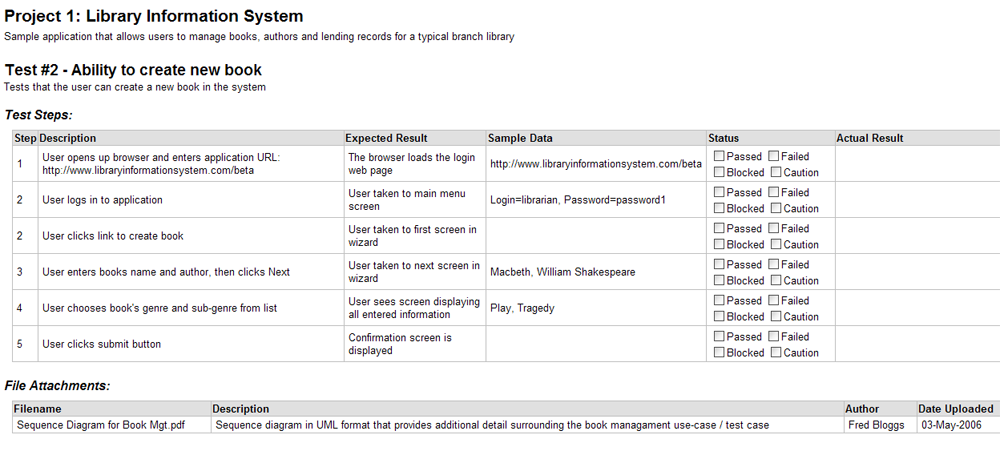 Project 1: Library Information System
Sample application that allows users to manage books, authors and lending records for a typical branch library
Test #2 - Ability to create new book
Tests that the user can create a new book in the system
Test Steps:
Step Description Expected Result Sample Data Status Actual Result
1 User opens up browser and enters application URL: The browser loads the login http://www.libraryinformationsystem.com/beta Passed Failed
http://www.libraryinformationsystem.com/beta web page Blocked Caution
2 User logs in to application User taken to main menu Login=librarian, Password=password1 Passed Failed
screen Blocked Caution
2 User clicks link to create book User taken to first screen in Passed Failed
wizard Blocked Caution
3 User enters books name and author, then clicks Next User taken to next screen in Macbeth, William Shakespeare Passed Failed
wizard Blocked Caution
4 User chooses book's genre and sub-genre from list User sees screen displaying Play, Tragedy Passed Failed
all entered information Blocked Caution
5 User clicks submit button Confirmation screen is Passed Failed
displayed Blocked Caution
File Attachments:
Filename Description Author Date Uploaded
Sequence Diagram for Book Mgt.pdf Sequence diagram in UML format that provides additional detail surrounding the book managament use-case / test case Fred Bloggs 03-May-2006